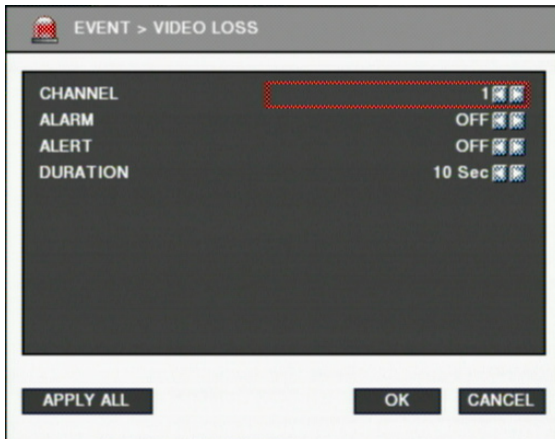 EVENT > VIDEO LOSS
CHANNEL 1
ALARM OFF
ALERT OFF
DURATION 10 Sec
APPLY ALL OK CANCEL